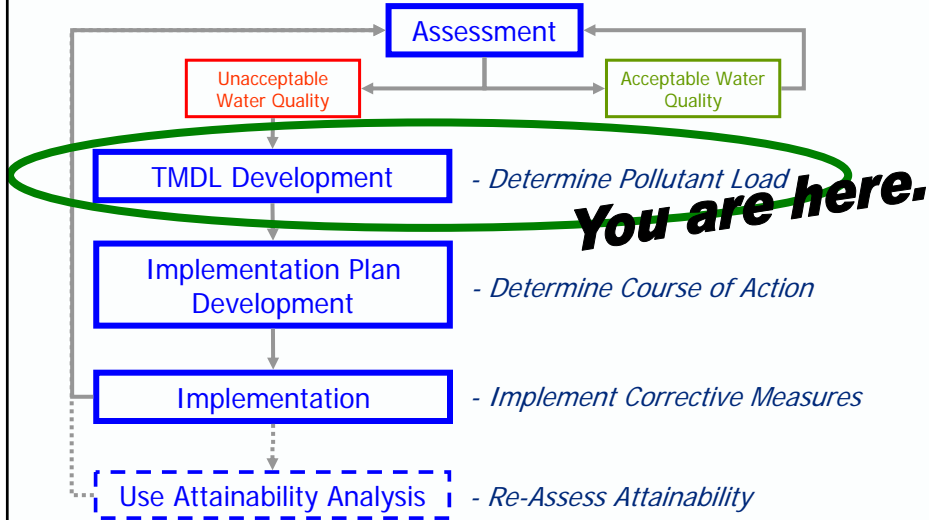 Assessment
Unacceptable
Water Quality
Acceptable Water
Quality
TMDL Development
- Determine Pollutant Load
You are here.
Implementation Plan
Development
- Determine Course of Action
Implementation
- Implement Corrective Measures
Use Attainability Analysis
- Re-Assess Attainability